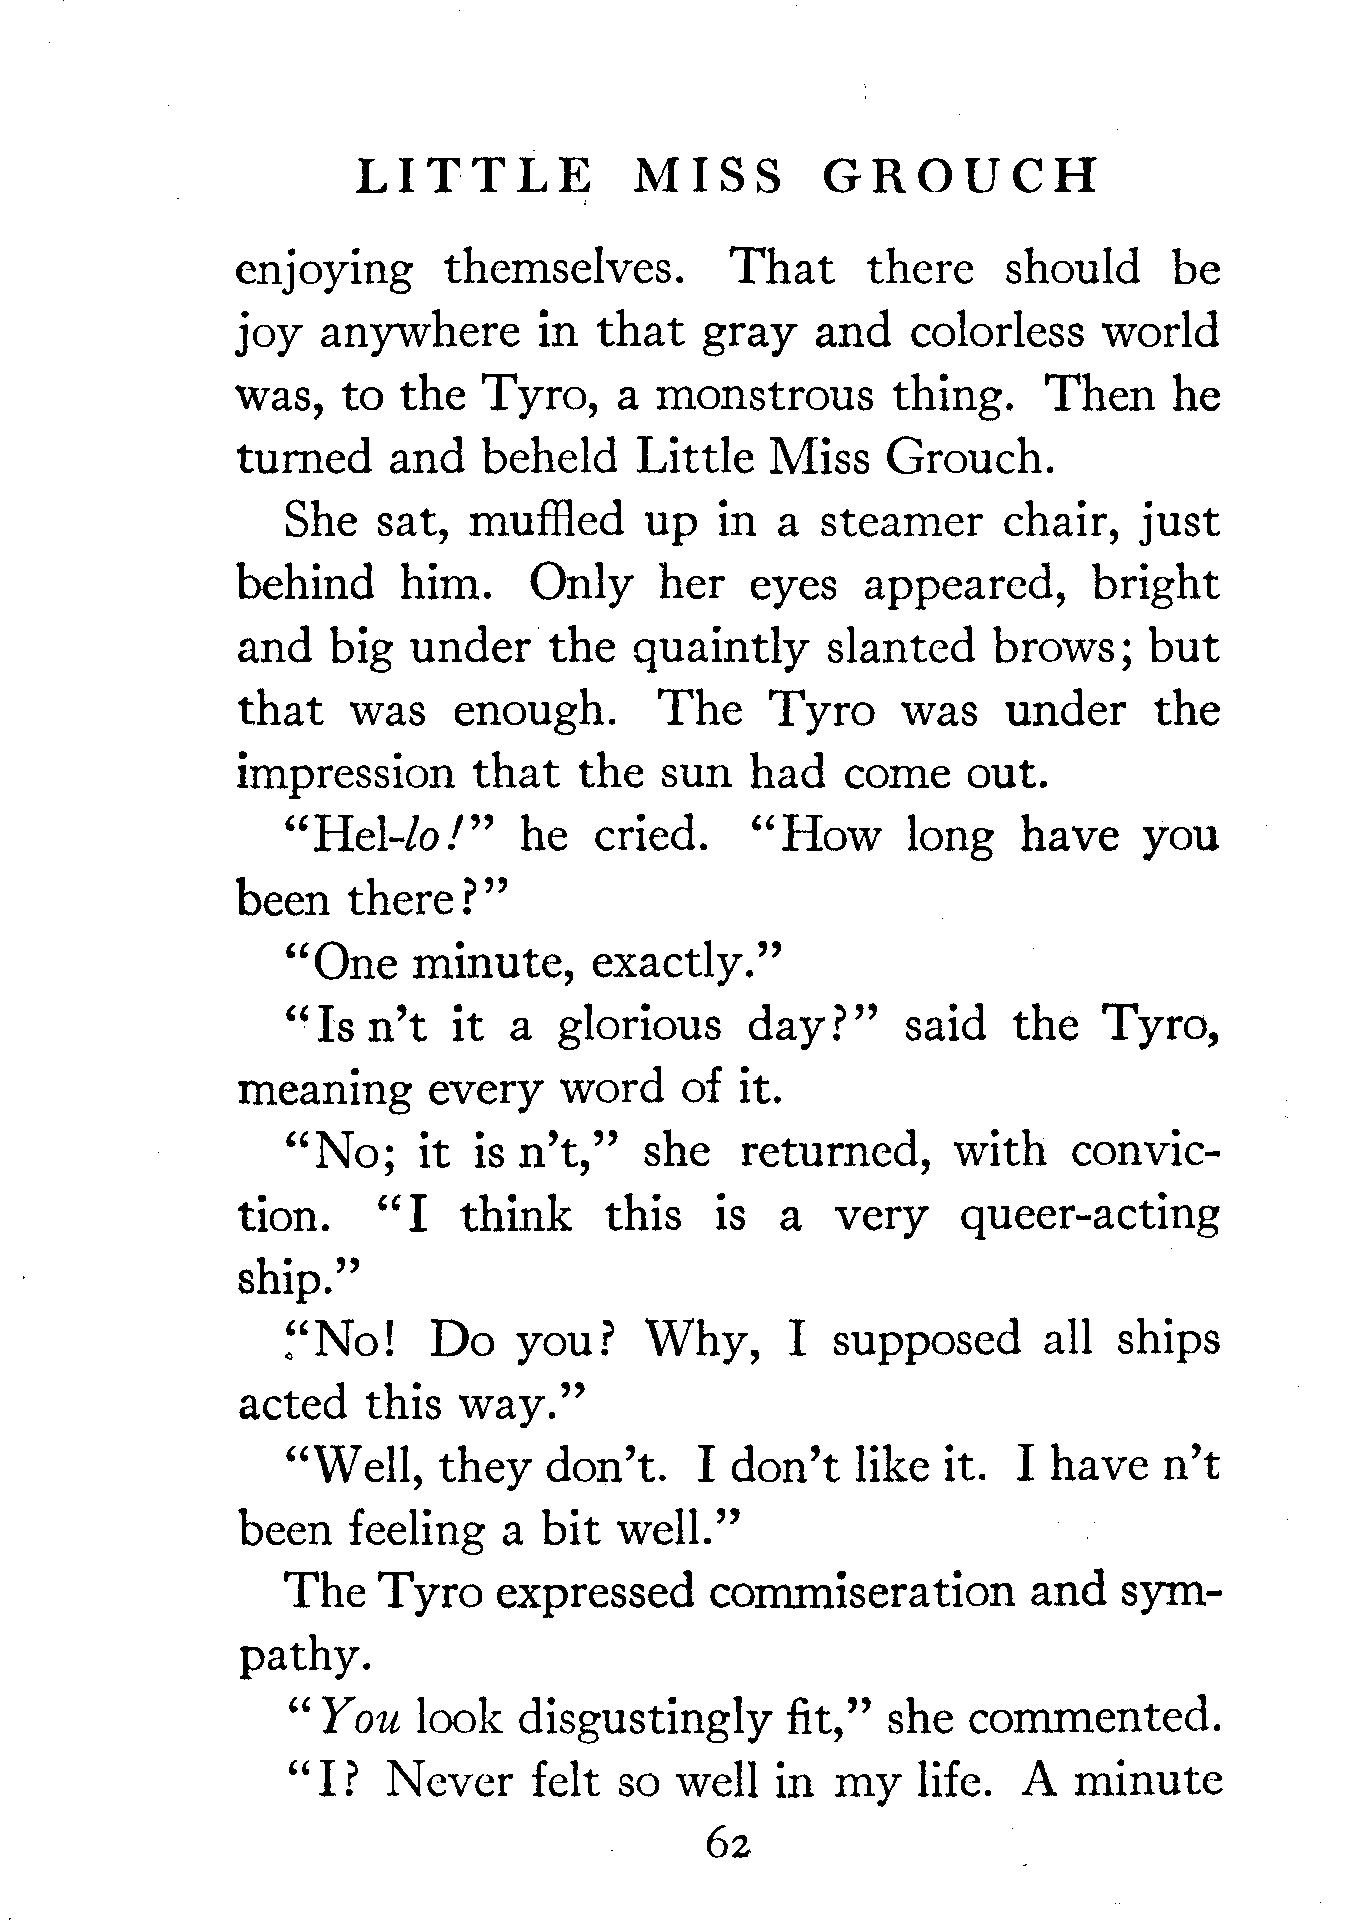 LITTLE MISS GROUCH
enjoying themselves. That there should be
joy anywhere in that gray and colorless world
was, to the Tyro, a monstrous thing. Then he
turned and beheld Little Miss Grouch.
She sat, muffled up in a steamer chair, just
behind him. Only her eyes appeared, bright
and big under the quaintly slanted brows; but
that was enough. The Tyro was under the
impression that the sun had come out.
“Hel-lo!” he cried. “How long have you
been there?”
“One minute, exactly.”
“Is n’t it a glorious day?” said the Tyro,
meaning every word of it.
“No; it is n’t,” she returned, with convic-
tion. “I think this is a very queer-acting
ship.”
“No! Do you? Why, I supposed all ships
acted this way.”
“Well, they don’t. I don’t like it. I have n’t
been feeling a bit well.”
The Tyro expressed commiseration and sym-
pathy.
“You look disgustingly fit,” she commented.
“I? Never felt so well in my life. A minute
62